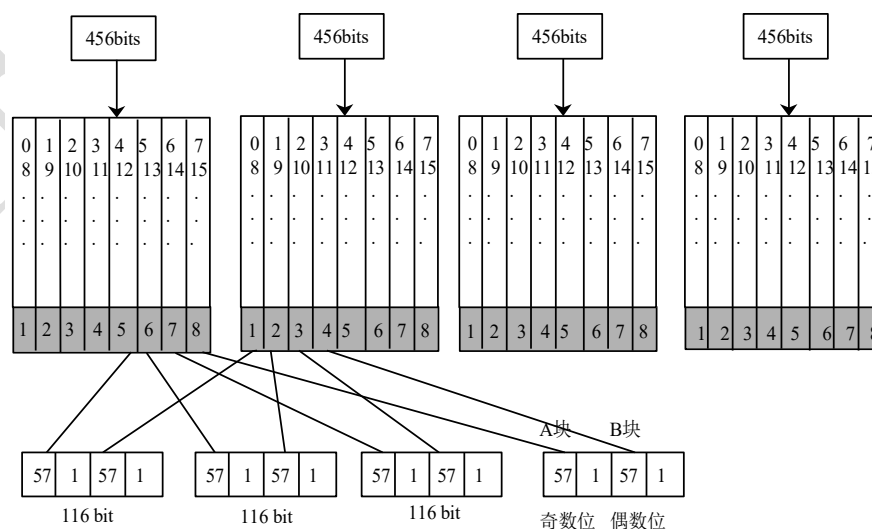 456bits 456bits 456bits 456bits
0 1 2 3 4 5 6 7 0 1 2 3 4 5 6 7 0 1 2 3 4 5 6 7 0 1 2 3 4 5 6 7
8 9 10 11 12 13 14 15 8 9 10 11 12 13 14 15 8 9 10 11 12 13 14 15 8 9 10 11 12 13 14
1 2 3 4 5 6 7 8 1 2 3 4 5 6 7 8 1 2 3 4 5 6 7 8 1 2 3 4 5 6 7 8
A块 B块
57 1 57 1 57 1 57 1 57 1 57 1 57 1 57 1
116 bit 116 bit 116 bit 奇数位 偶数位